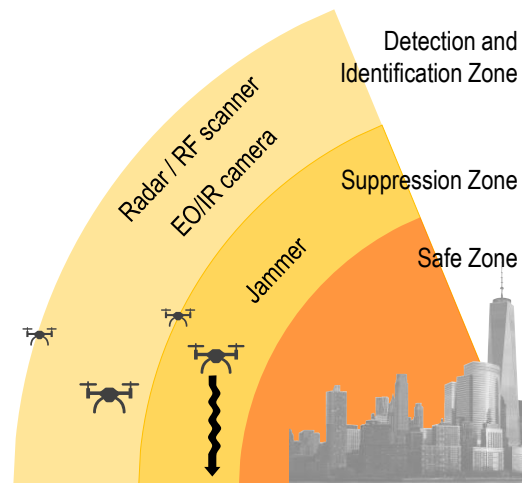 Detection and
Identification Zone
Radar / RF scanner
EO/IR camera
Suppression Zone
Jammer
Safe Zone